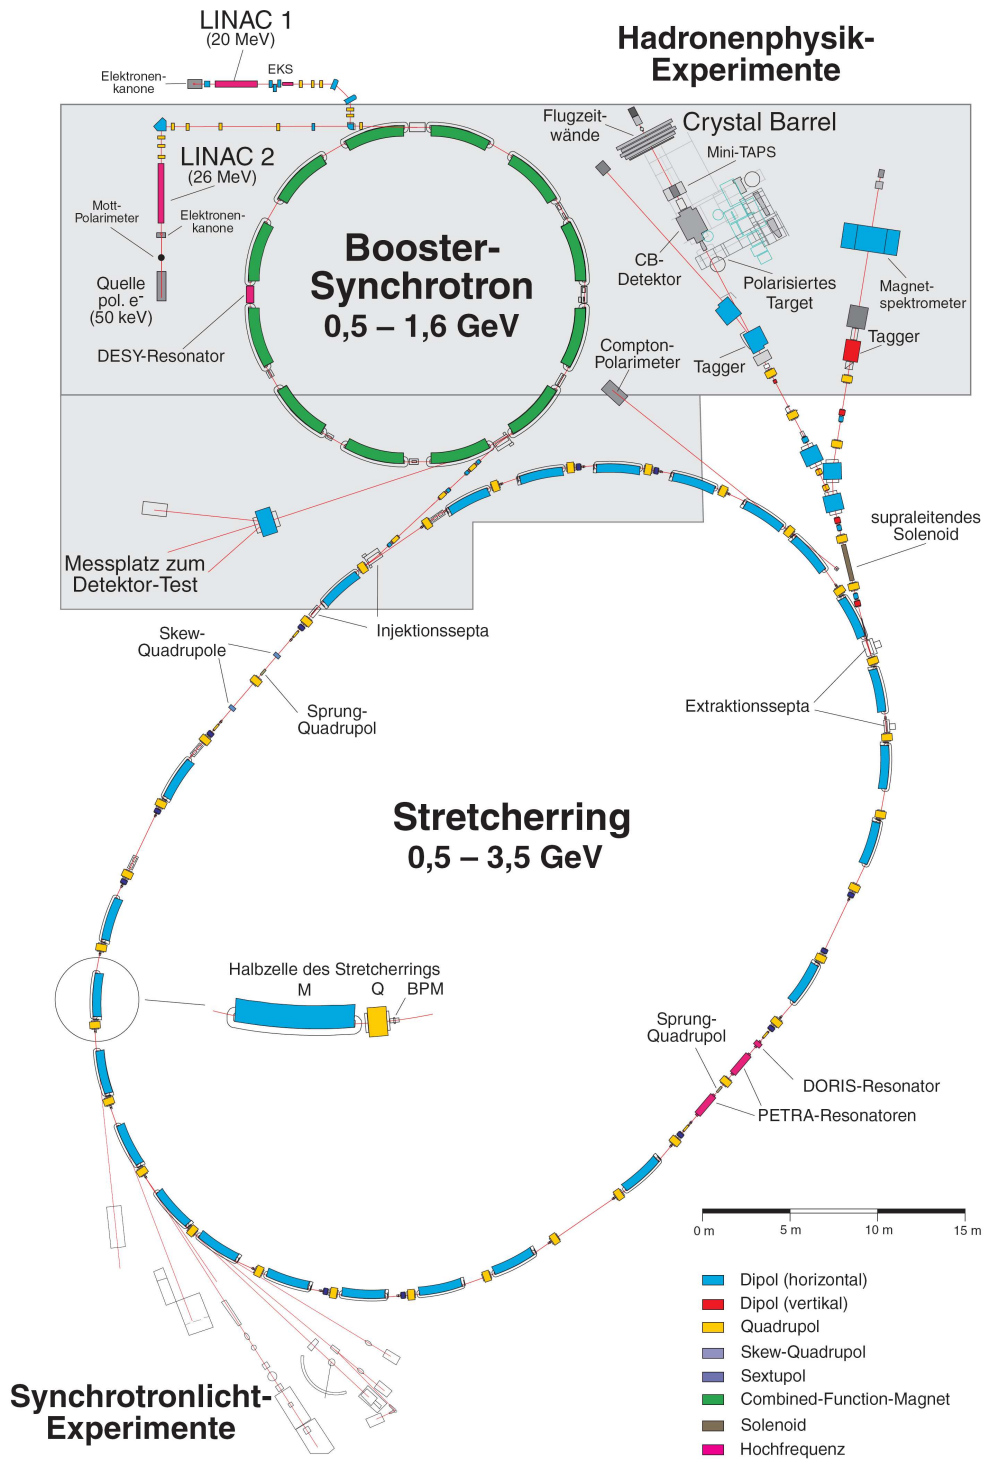 LINAC 1
(20 MeV)
Elektronen-
kanone
EKS
Hadronenphysik-
Experimente
Flugzeit-
wände
Crystal Barrel
Mini-TAPS
LINAC 2
(26 MeV)
Mott-
Polarimeter
Elektronen-
kanone
Quelle
pol. e-
(50 keV)
Booster-
Synchrotron
0,5 – 1,6 GeV
CB-
Detektor
Polarisiertes
Target
Magnet-
spektrometer
DESY-Resonator
Compton-
Polarimeter
Tagger
Tagger
Messplatz zum
Detektor-Test
supraleitendes
Solenoid
Injektionssepta
Skew-
Quadrupole
Sprung-
Quadrupol
Extraktionssepta
Stretcherring
0,5 – 3,5 GeV
Halbzelle des Stretcherrings
M
Q
BPM
Sprung-
Quadrupol
DORIS-Resonator
PETRA-Resonatoren
0 m
5 m
10 m
15 m
Dipol (horizontal)
Dipol (vertikal)
Quadrupol
Skew-Quadrupol
Sextupol
Combined-Function-Magnet
Solenoid
Hochfrequenz
Synchrotronlicht-
Experimente